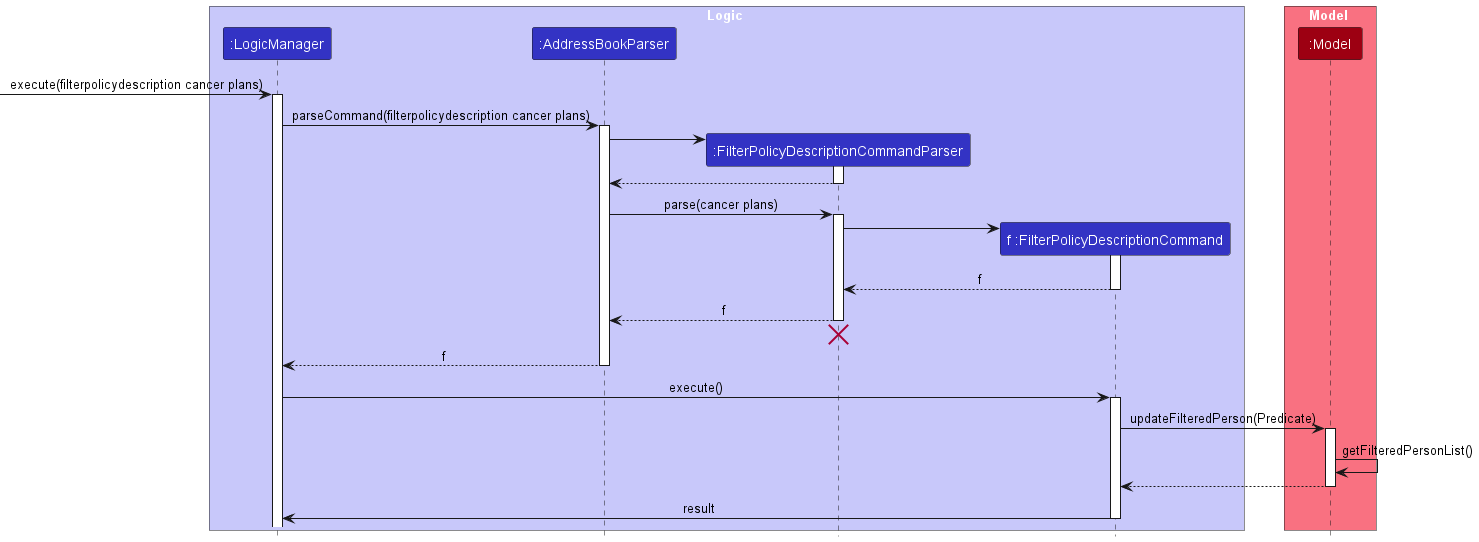 Logic
Model
:LogicManager
:AddressBookParser
:Model
execute(filterpolicydescription cancer plans)
parseCommand(filterpolicydescription cancer plans)
:FilterPolicyDescriptionCommandParser
parse(cancer plans)
f :FilterPolicyDescriptionCommand
f
f
f
execute()
updateFilteredPerson(Predicate)
getFilteredPersonList()
result